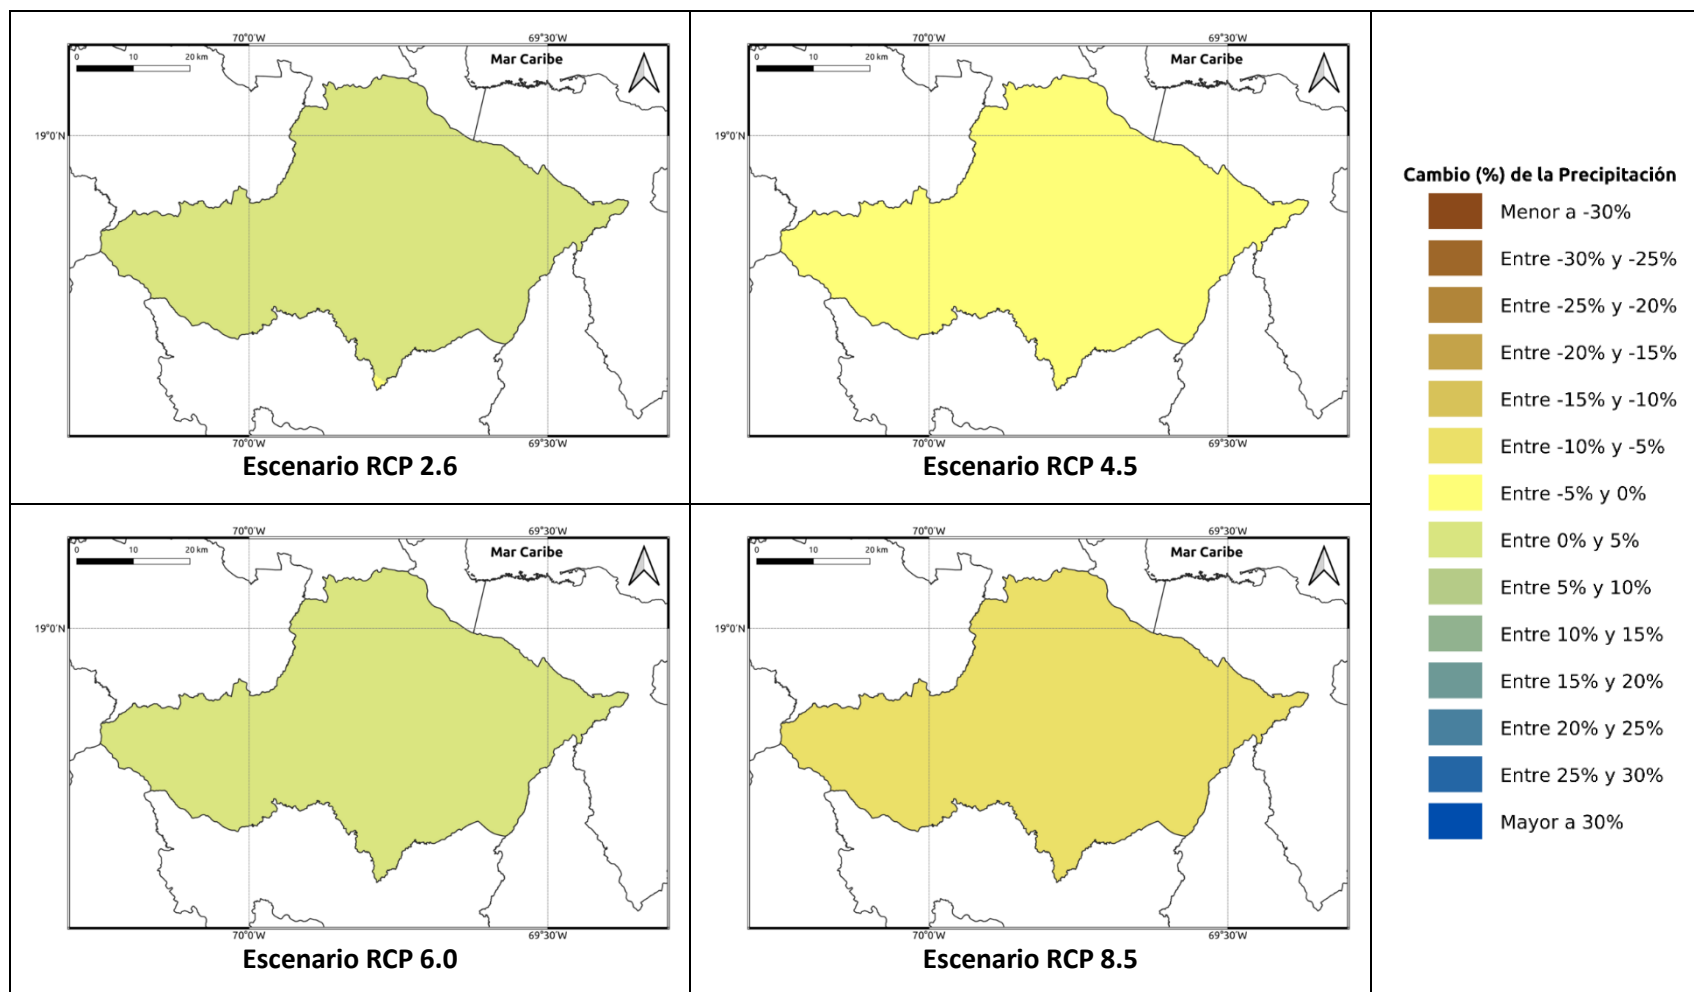 70°0'W 69°30'W
0 10 20 km
Mar Caribe
19°0'N
70°0'W 69°30'W
Escenario RCP 2.6
70°0'W 69°30'W
0 10 20 km
Mar Caribe
19°0'N
70°0'W 69°30'W
Escenario RCP 4.5
70°0'W 69°30'W
0 10 20 km
Mar Caribe
19°0'N
70°0'W 69°30'W
Escenario RCP 6.0
70°0'W 69°30'W
0 10 20 km
Mar Caribe
19°0'N
70°0'W 69°30'W
Escenario RCP 8.5
Cambio (%) de la Precipitación
Menor a -30%
Entre -30% y -25%
Entre -25% y -20%
Entre -20% y -15%
Entre -15% y -10%
Entre -10% y -5%
Entre -5% y 0%
Entre 0% y 5%
Entre 5% y 10%
Entre 10% y 15%
Entre 15% y 20%
Entre 20% y 25%
Entre 25% y 30%
Mayor a 30%